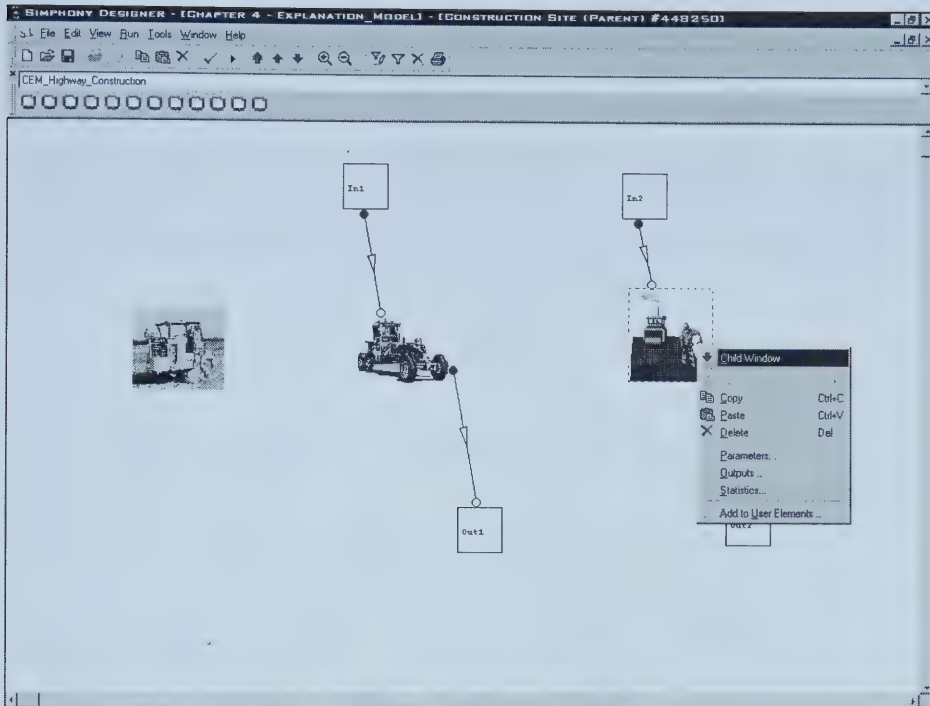 SIMPHONY DESIGNER - [CHAPTER 4 - EXPLANATION_MODEL] - [CONSTRUCTION SITE (PARENT) #448250]
File Edit View Run Tools Window Help
CEM_Highway_Construction
In1
In2
Child Window
Copy Ctrl+C
Paste Ctrl+V
Delete Del
Parameters...
Outputs...
Statistics...
Add to User Elements...
Out1
Out2